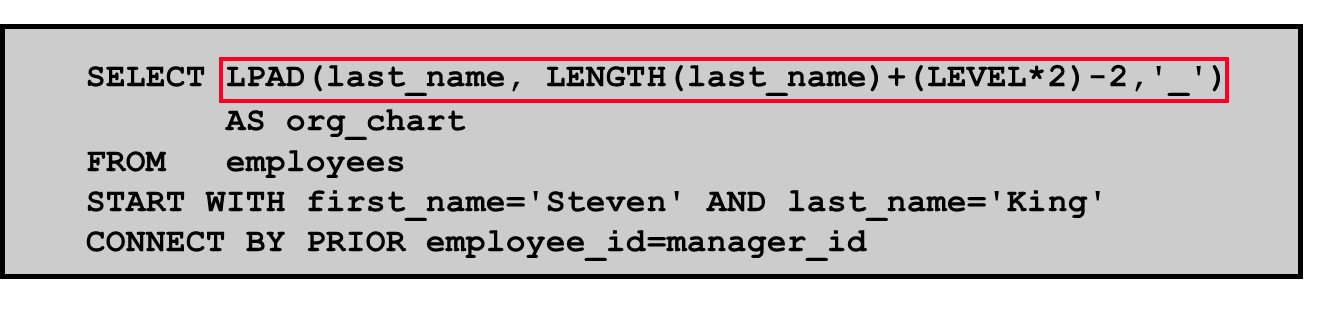 SELECT LPAD(last_name, LENGTH(last_name)+(LEVEL*2)-2,'_')
AS org_chart
FROM employees
START WITH first_name='Steven' AND last_name='King'
CONNECT BY PRIOR employee_id=manager_id